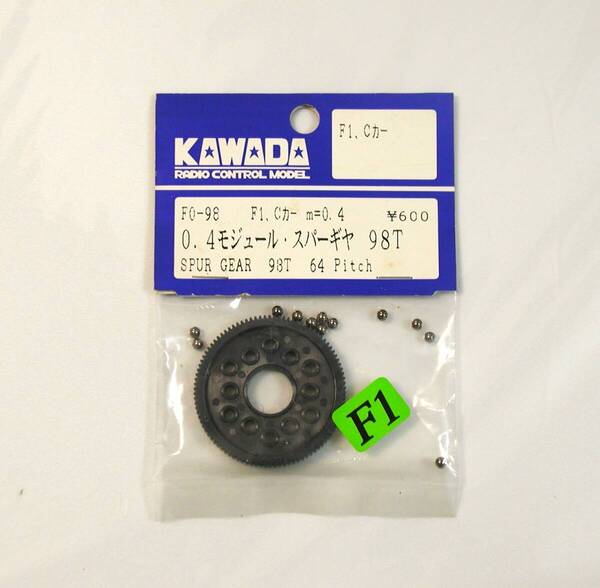 KAWADA
RADIO CONTROL MODEL
F1、Cカー
FO-98 F1、Cカー m=0.4 ¥600
0.4モジュール・スパーギヤ 98T
SPUR GEAR 98T 64 Pitch
F1